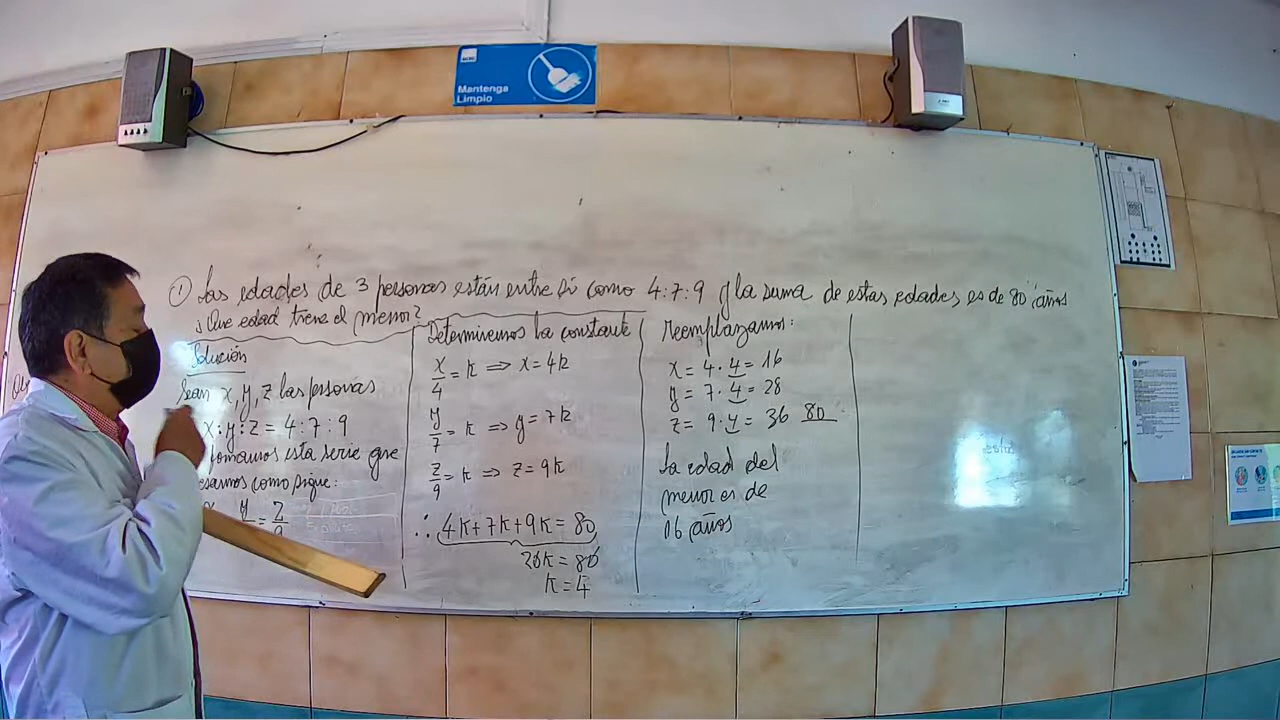 Mantenga
Limpio
① Las edades de 3 personas están entre sí como 4:7:9 y la suma de estas edades es de 80 años
¿Que edad tiene el menor?
Solución
Sean x, y, z las personas
x:y:z = 4:7:9
Tomamos esta serie que
esamos como sigue:
y = z
9
Determinemos la constante
x/4 = k ⇒ x = 4k
y/7 = k ⇒ y = 7k
z/9 = k ⇒ z = 9k
∴ 4k+7k+9k = 80
20k = 80
k = 4
Reemplazamos:
x = 4·4 = 16
y = 7·4 = 28
z = 9·4 = 36 80
La edad del
menor es de
16 años